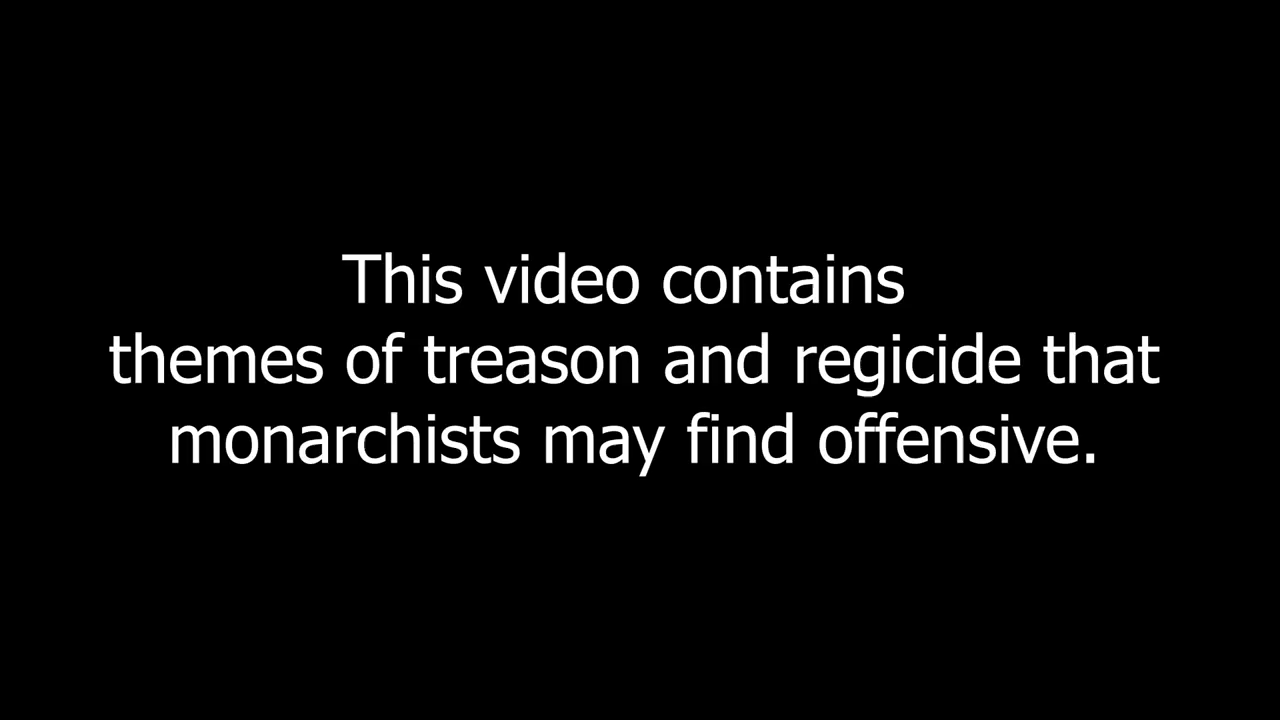 This video contains
themes of treason and regicide that
monarchists may find offensive.